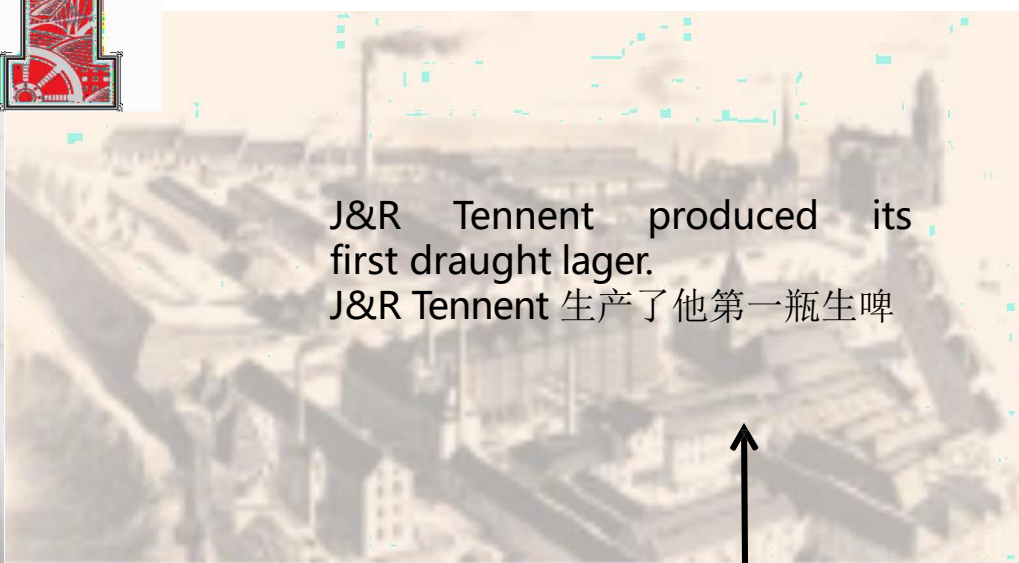 J&R Tennent produced its
first draught lager.
J&R Tennent 生产了他第一瓶生啤